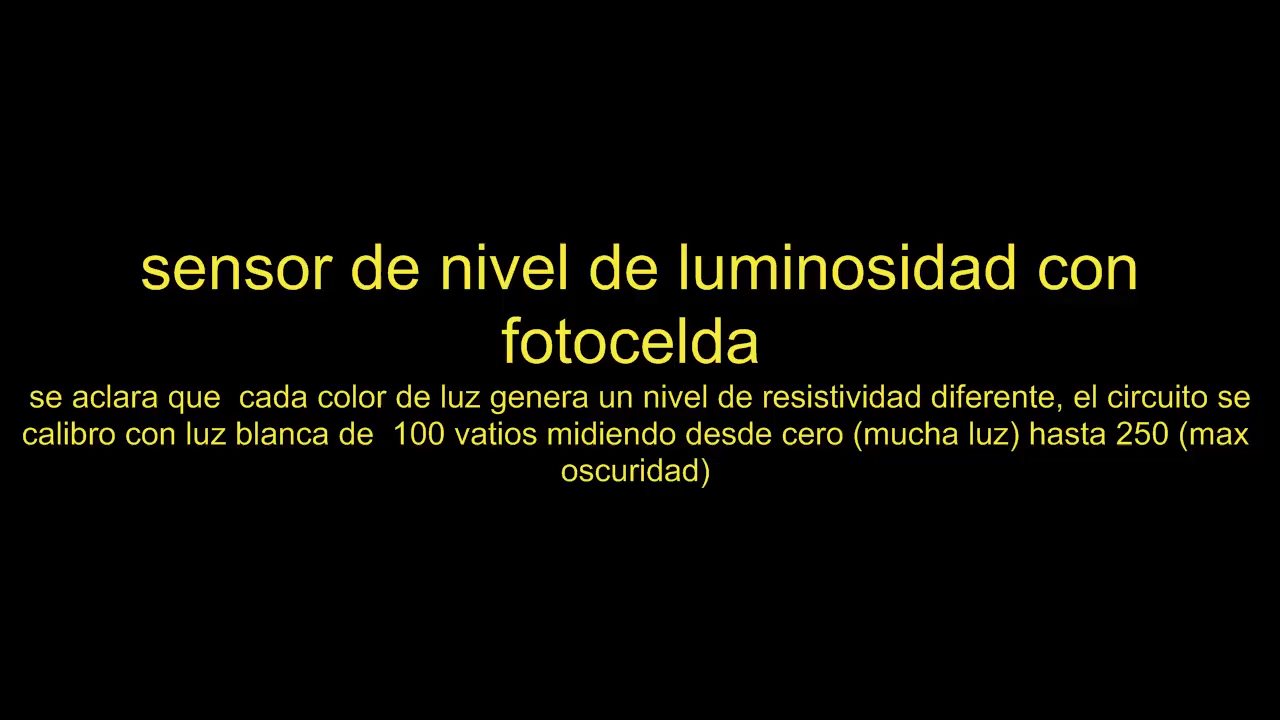 sensor de nivel de luminosidad con
fotocelda
se aclara que  cada color de luz genera un nivel de resistividad diferente, el circuito se
calibro con luz blanca de  100 vatios midiendo desde cero (mucha luz) hasta 250 (max
oscuridad)